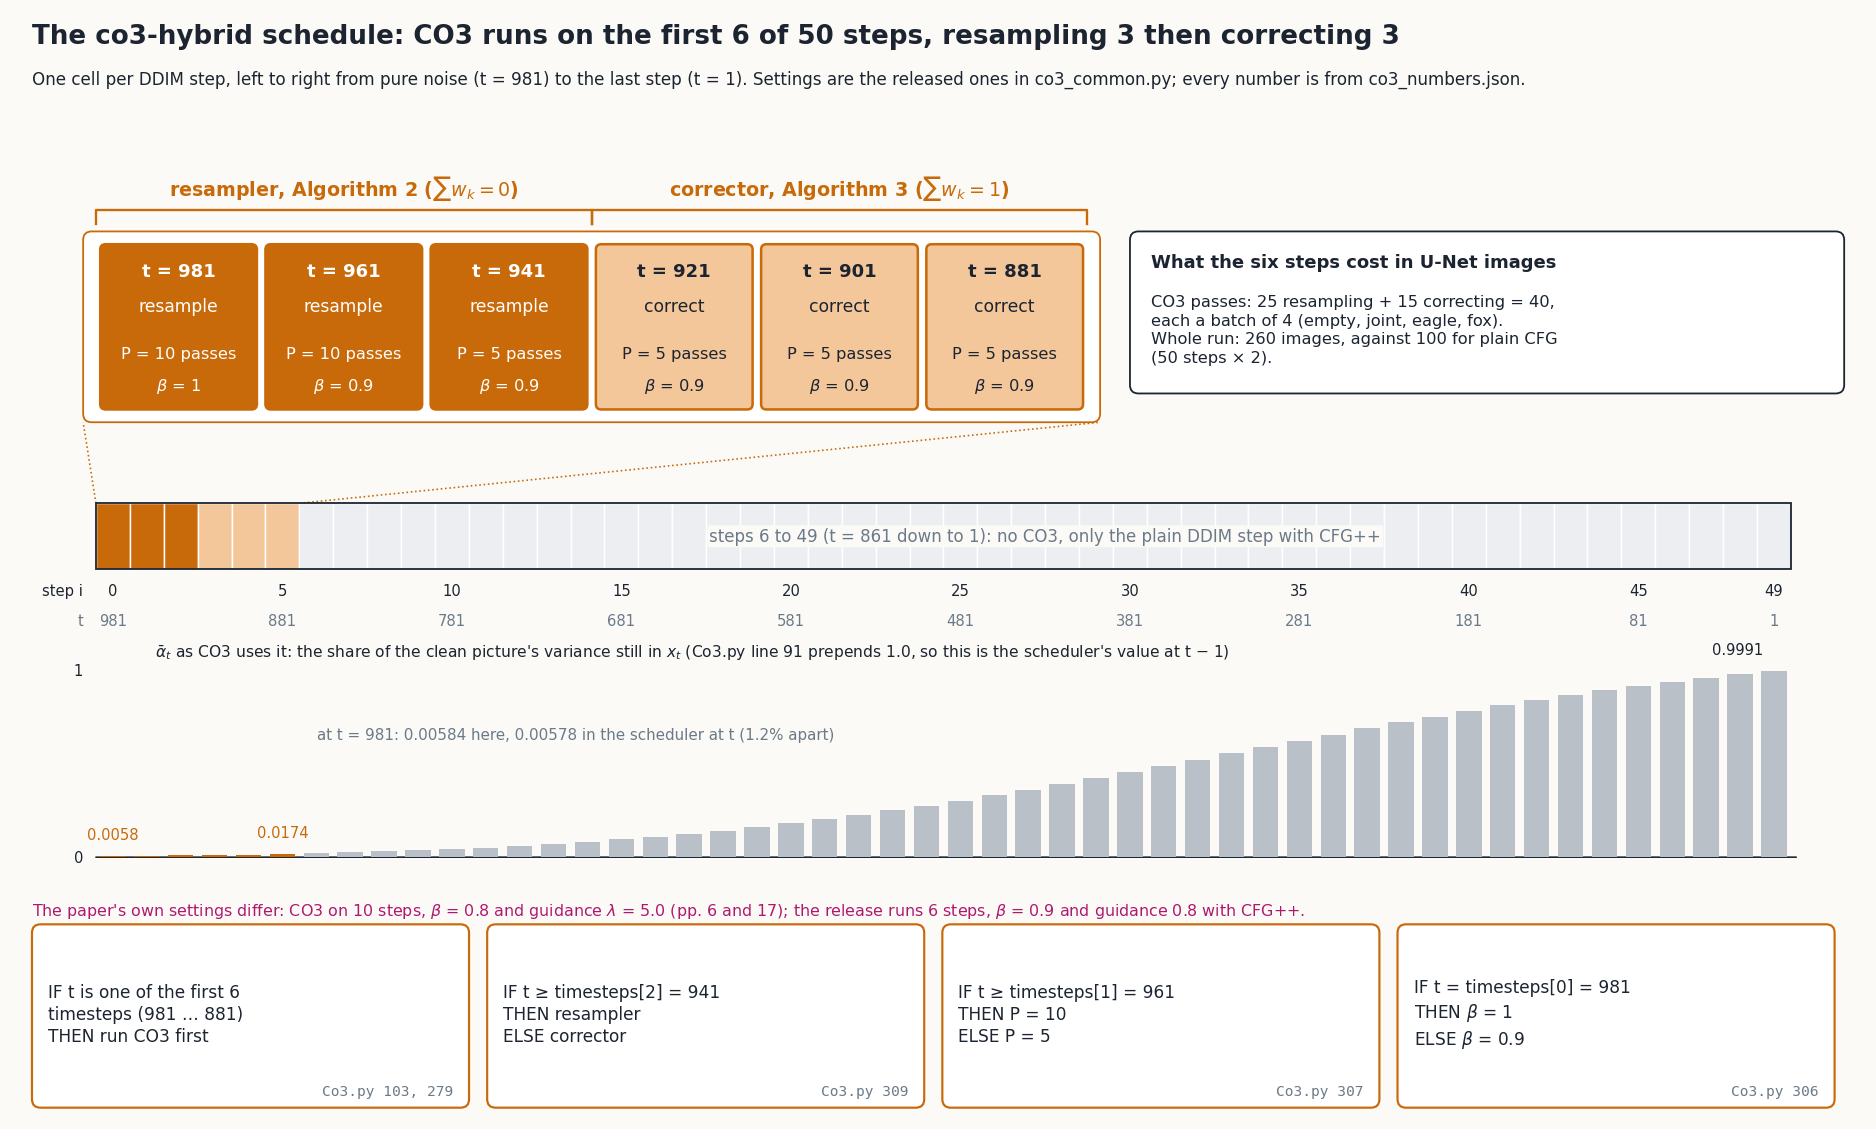 The co3-hybrid schedule: CO3 runs on the first 6 of 50 steps, resampling 3 then correcting 3
One cell per DDIM step, left to right from pure noise (t = 981) to the last step (t = 1). Settings are the released ones in co3_common.py; every number is from co3_numbers.json.
resampler, Algorithm 2 (∑wₖ = 0)
corrector, Algorithm 3 (∑wₖ = 1)
t = 981
resample
P = 10 passes
β = 1
t = 961
resample
P = 10 passes
β = 0.9
t = 941
resample
P = 5 passes
β = 0.9
t = 921
correct
P = 5 passes
β = 0.9
t = 901
correct
P = 5 passes
β = 0.9
t = 881
correct
P = 5 passes
β = 0.9
What the six steps cost in U-Net images
CO3 passes: 25 resampling + 15 correcting = 40,
each a batch of 4 (empty, joint, eagle, fox).
Whole run: 260 images, against 100 for plain CFG
(50 steps × 2).
steps 6 to 49 (t = 861 down to 1): no CO3, only the plain DDIM step with CFG++
step i 0 5 10 15 20 25 30 35 40 45 49
t 981 881 781 681 581 481 381 281 181 81 1
ᾱₜ as CO3 uses it: the share of the clean picture's variance still in xₜ (Co3.py line 91 prepends 1.0, so this is the scheduler's value at t − 1)
0.9991
1
at t = 981: 0.00584 here, 0.00578 in the scheduler at t (1.2% apart)
0.0058
0.0174
0
The paper's own settings differ: CO3 on 10 steps, β = 0.8 and guidance λ = 5.0 (pp. 6 and 17); the release runs 6 steps, β = 0.9 and guidance 0.8 with CFG++.
IF t is one of the first 6
timesteps (981 … 881)
THEN run CO3 first
Co3.py 103, 279
IF t ≥ timesteps[2] = 941
THEN resampler
ELSE corrector
Co3.py 309
IF t ≥ timesteps[1] = 961
THEN P = 10
ELSE P = 5
Co3.py 307
IF t = timesteps[0] = 981
THEN β = 1
ELSE β = 0.9
Co3.py 306